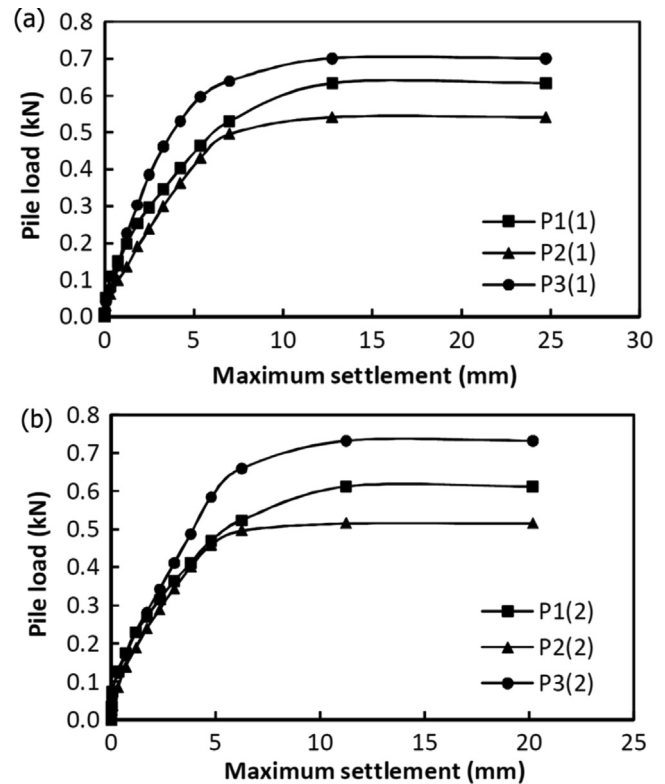 (a)
0.8
0.7
0.6
0.5
0.4
0.3
0.2
0.1
0.0
Pile load (kN)
P1(1)
P2(1)
P3(1)
0 5 10 15 20 25 30
Maximum settlement (mm)
(b)
0.8
0.7
0.6
0.5
0.4
0.3
0.2
0.1
0.0
Pile load (kN)
P1(2)
P2(2)
P3(2)
0 5 10 15 20 25
Maximum settlement (mm)